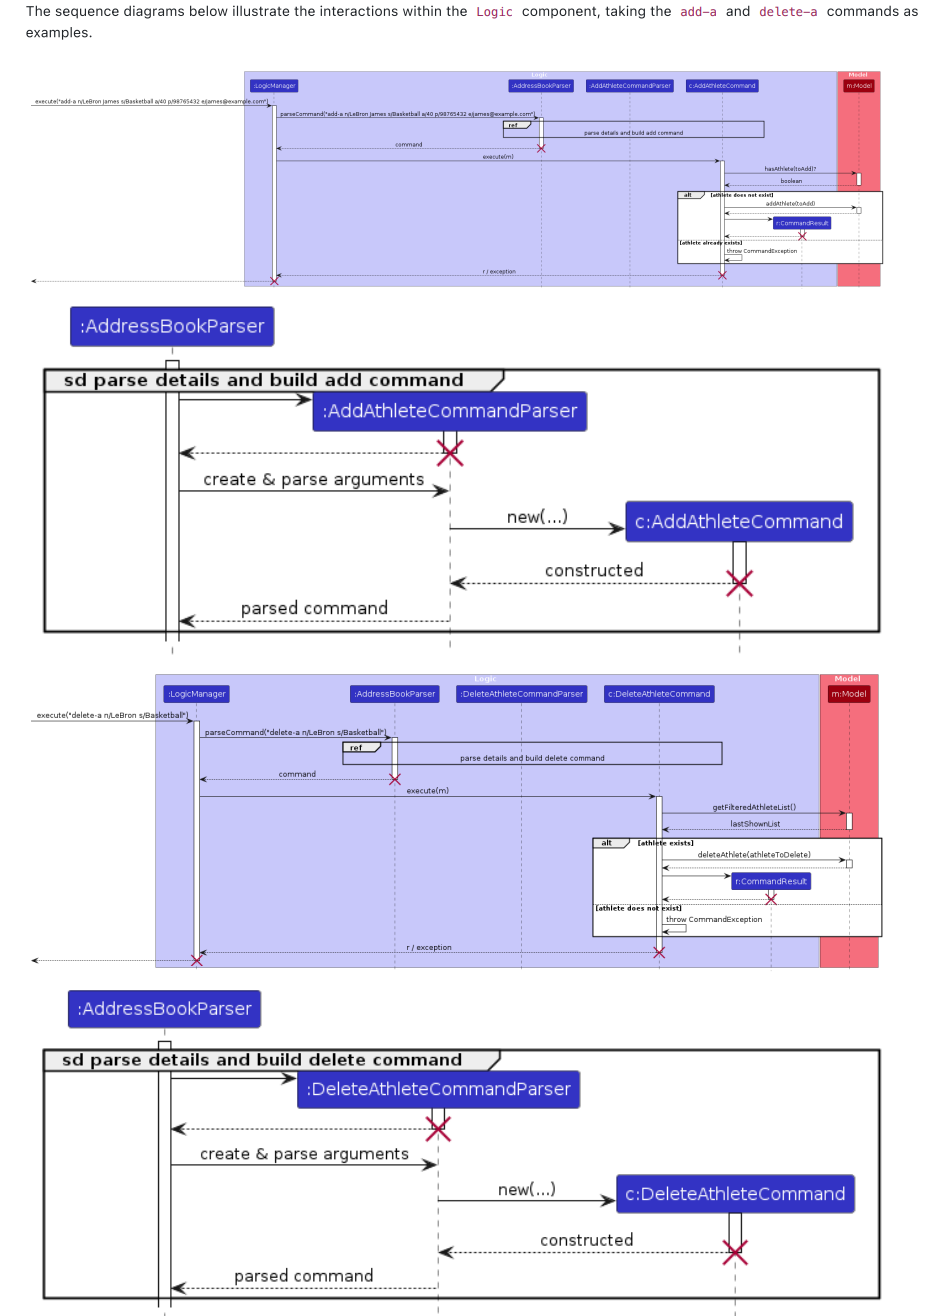 The sequence diagrams below illustrate the interactions within the Logic component, taking the add-a and delete-a commands as
examples.
Logic
Model
:LogicManager
:AddressBookParser
:AddAthleteCommandParser
c:AddAthleteCommand
m:Model
execute("add-a n/LeBron James s/Basketball a/40 p/98765432 e/james@example.com")
parseCommand("add-a n/LeBron James s/Basketball a/40 p/98765432 e/james@example.com")
ref
parse details and build add command
command
execute(m)
hasAthlete(toAdd)?
boolean
alt
[athlete does not exist]
addAthlete(toAdd)
r:CommandResult
[athlete already exists]
throw CommandException
r / exception
:AddressBookParser
sd parse details and build add command
:AddAthleteCommandParser
create & parse arguments
new(...)
c:AddAthleteCommand
constructed
parsed command
Logic
Model
:LogicManager
:AddressBookParser
:DeleteAthleteCommandParser
c:DeleteAthleteCommand
m:Model
execute("delete-a n/LeBron s/Basketball")
parseCommand("delete-a n/LeBron s/Basketball")
ref
parse details and build delete command
command
execute(m)
getFilteredAthleteList()
lastShownList
alt
[athlete exists]
deleteAthlete(athleteToDelete)
r:CommandResult
[athlete does not exist]
throw CommandException
r / exception
:AddressBookParser
sd parse details and build delete command
:DeleteAthleteCommandParser
create & parse arguments
new(...)
c:DeleteAthleteCommand
constructed
parsed command